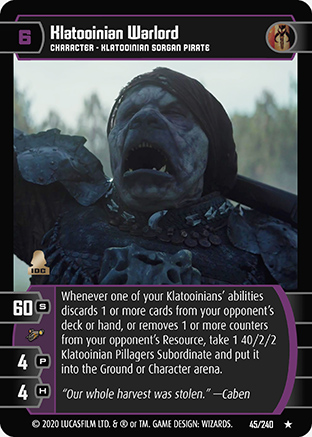 6
Klatooinian Warlord
CHARACTER - KLATOOINIAN SORGAN PIRATE
IDC
60 S
4 P
4 H
Whenever one of your Klatooinians' abilities
discards 1 or more cards from your opponent's
deck or hand, or removes 1 or more counters
from your opponent's Resource, take 1 40/2/2
Klatooinian Pillagers Subordinate and put it
into the Ground or Character arena.
“Our whole harvest was stolen.” —Caben
© 2020 LUCASFILM LTD. & ® or TM. GAME DESIGN: WIZARDS.
45/240 ★